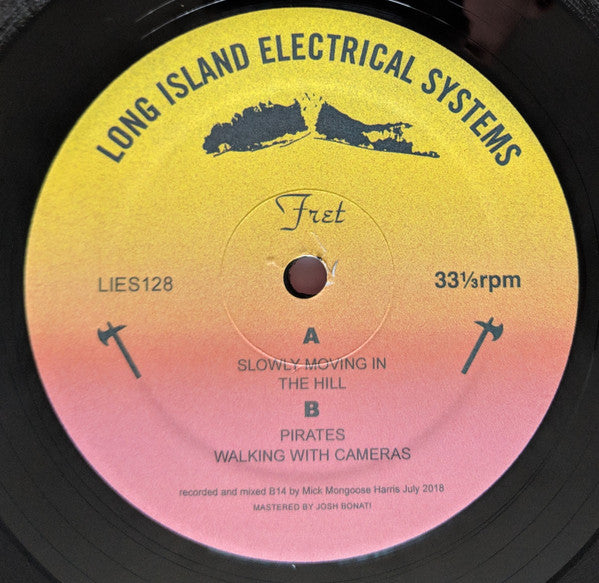 LONG ISLAND ELECTRICAL SYSTEMS
Fret
LIES128
33⅓rpm
A
SLOWLY MOVING IN
THE HILL
B
PIRATES
WALKING WITH CAMERAS
recorded and mixed B14 by Mick Mongoose Harris July 2018
MASTERED BY JOSH BONATI